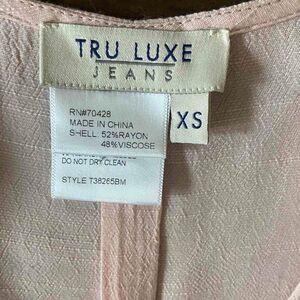 TRU LUXE
JEANS
XS
RN#70428
MADE IN CHINA
SHELL: 52%RAYON
48%VISCOSE
DO NOT DRY CLEAN
STYLE T38265BM